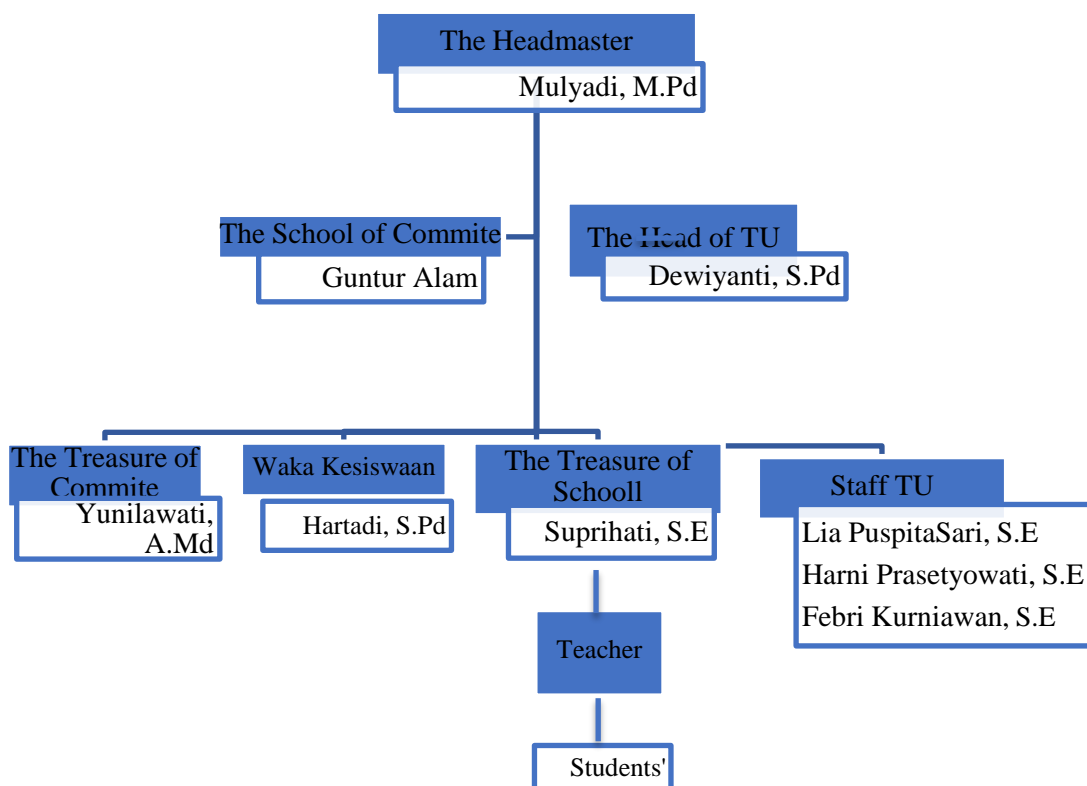 The Headmaster
Mulyadi, M.Pd
The School of Commite
Guntur Alam
The Head of TU
Dewiyanti, S.Pd
The Treasure of
Commite
Yunilawati,
A.Md
Waka Kesiswaan
Hartadi, S.Pd
The Treasure of
Schooll
Suprihati, S.E
Staff TU
Lia PuspitaSari, S.E
Harni Prasetyowati, S.E
Febri Kurniawan, S.E
Teacher
Students'